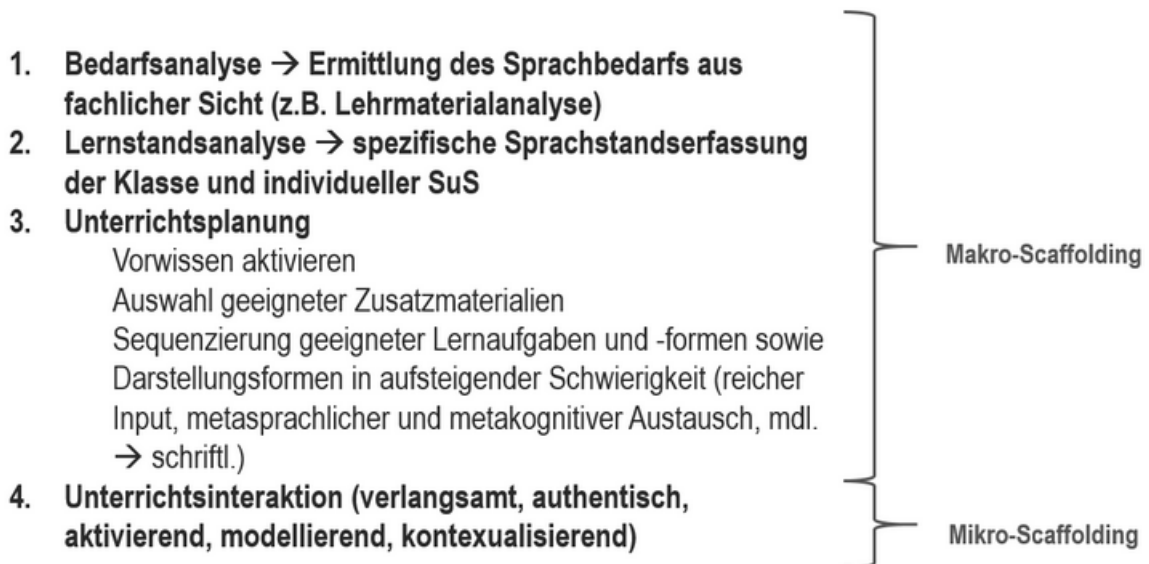 1. Bedarfsanalyse → Ermittlung des Sprachbedarfs aus
fachlicher Sicht (z.B. Lehrmaterialanalyse)
2. Lernstandsanalyse → spezifische Sprachstandserfassung
der Klasse und individueller SuS
3. Unterrichtsplanung
Vorwissen aktivieren
Auswahl geeigneter Zusatzmaterialien
Sequenzierung geeigneter Lernaufgaben und -formen sowie
Darstellungsformen in aufsteigender Schwierigkeit (reicher
Input, metasprachlicher und metakognitiver Austausch, mdl.
→ schriftl.)
Makro-Scaffolding
4. Unterrichtsinteraktion (verlangsamt, authentisch,
aktivierend, modellierend, kontexualisierend)
Mikro-Scaffolding